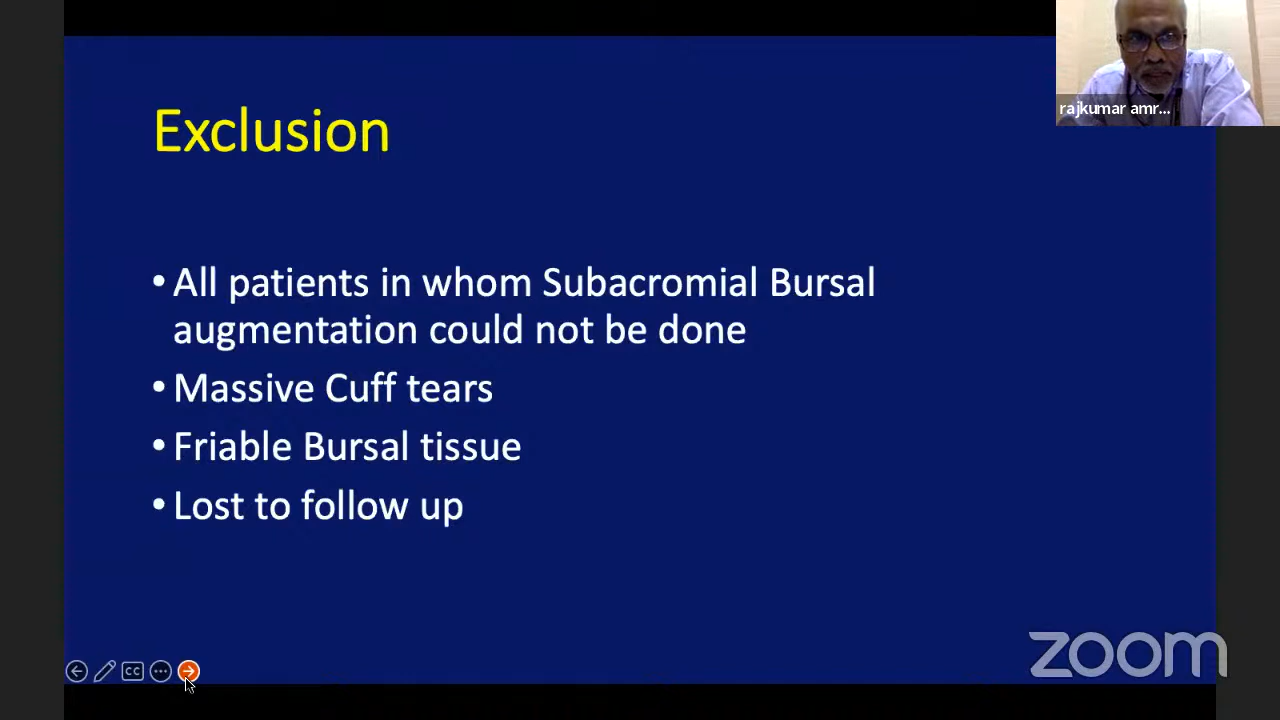 Exclusion
rajkumar amr...
• All patients in whom Subacromial Bursal
augmentation could not be done
• Massive Cuff tears
• Friable Bursal tissue
• Lost to follow up
CC
zoom